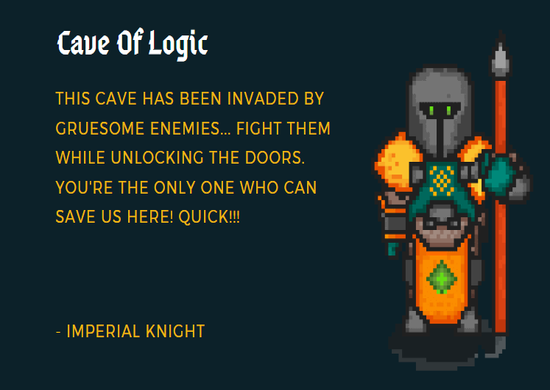 Cave Of Logic
THIS CAVE HAS BEEN INVADED BY
GRUESOME ENEMIES... FIGHT THEM
WHILE UNLOCKING THE DOORS.
YOU'RE THE ONLY ONE WHO CAN
SAVE US HERE! QUICK!!!
- IMPERIAL KNIGHT